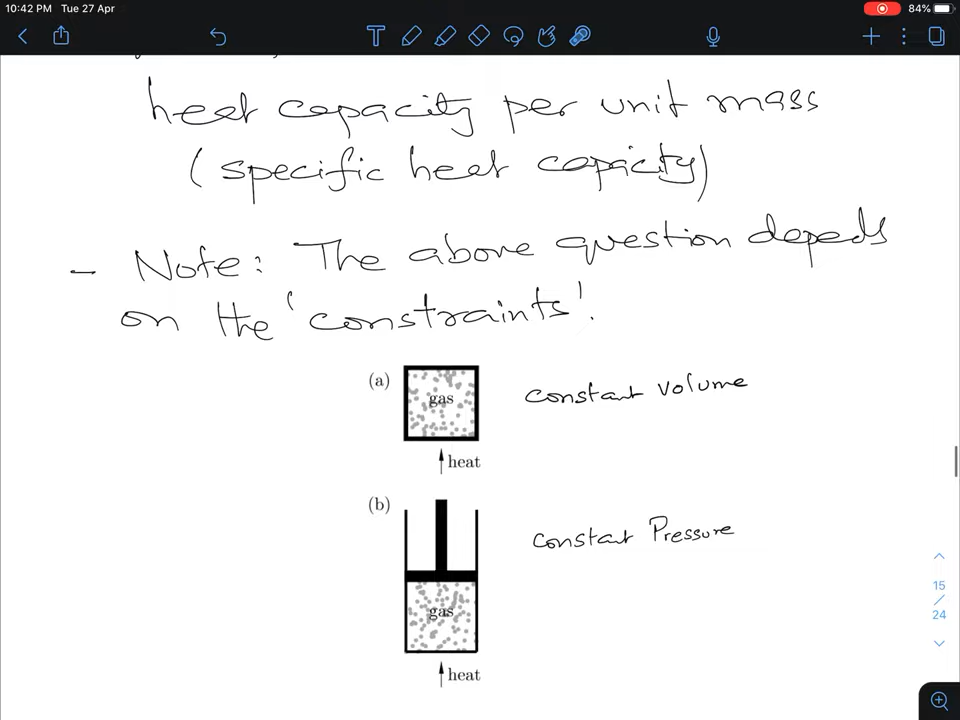 10:42 PM Tue 27 Apr 84%
heat capacity per unit mass
(specific heat capacity)
- Note: The above question depeds
on the 'constraints'.
(a) gas constant volume
heat
(b)
constant Pressure
gas
heat
15
/
24